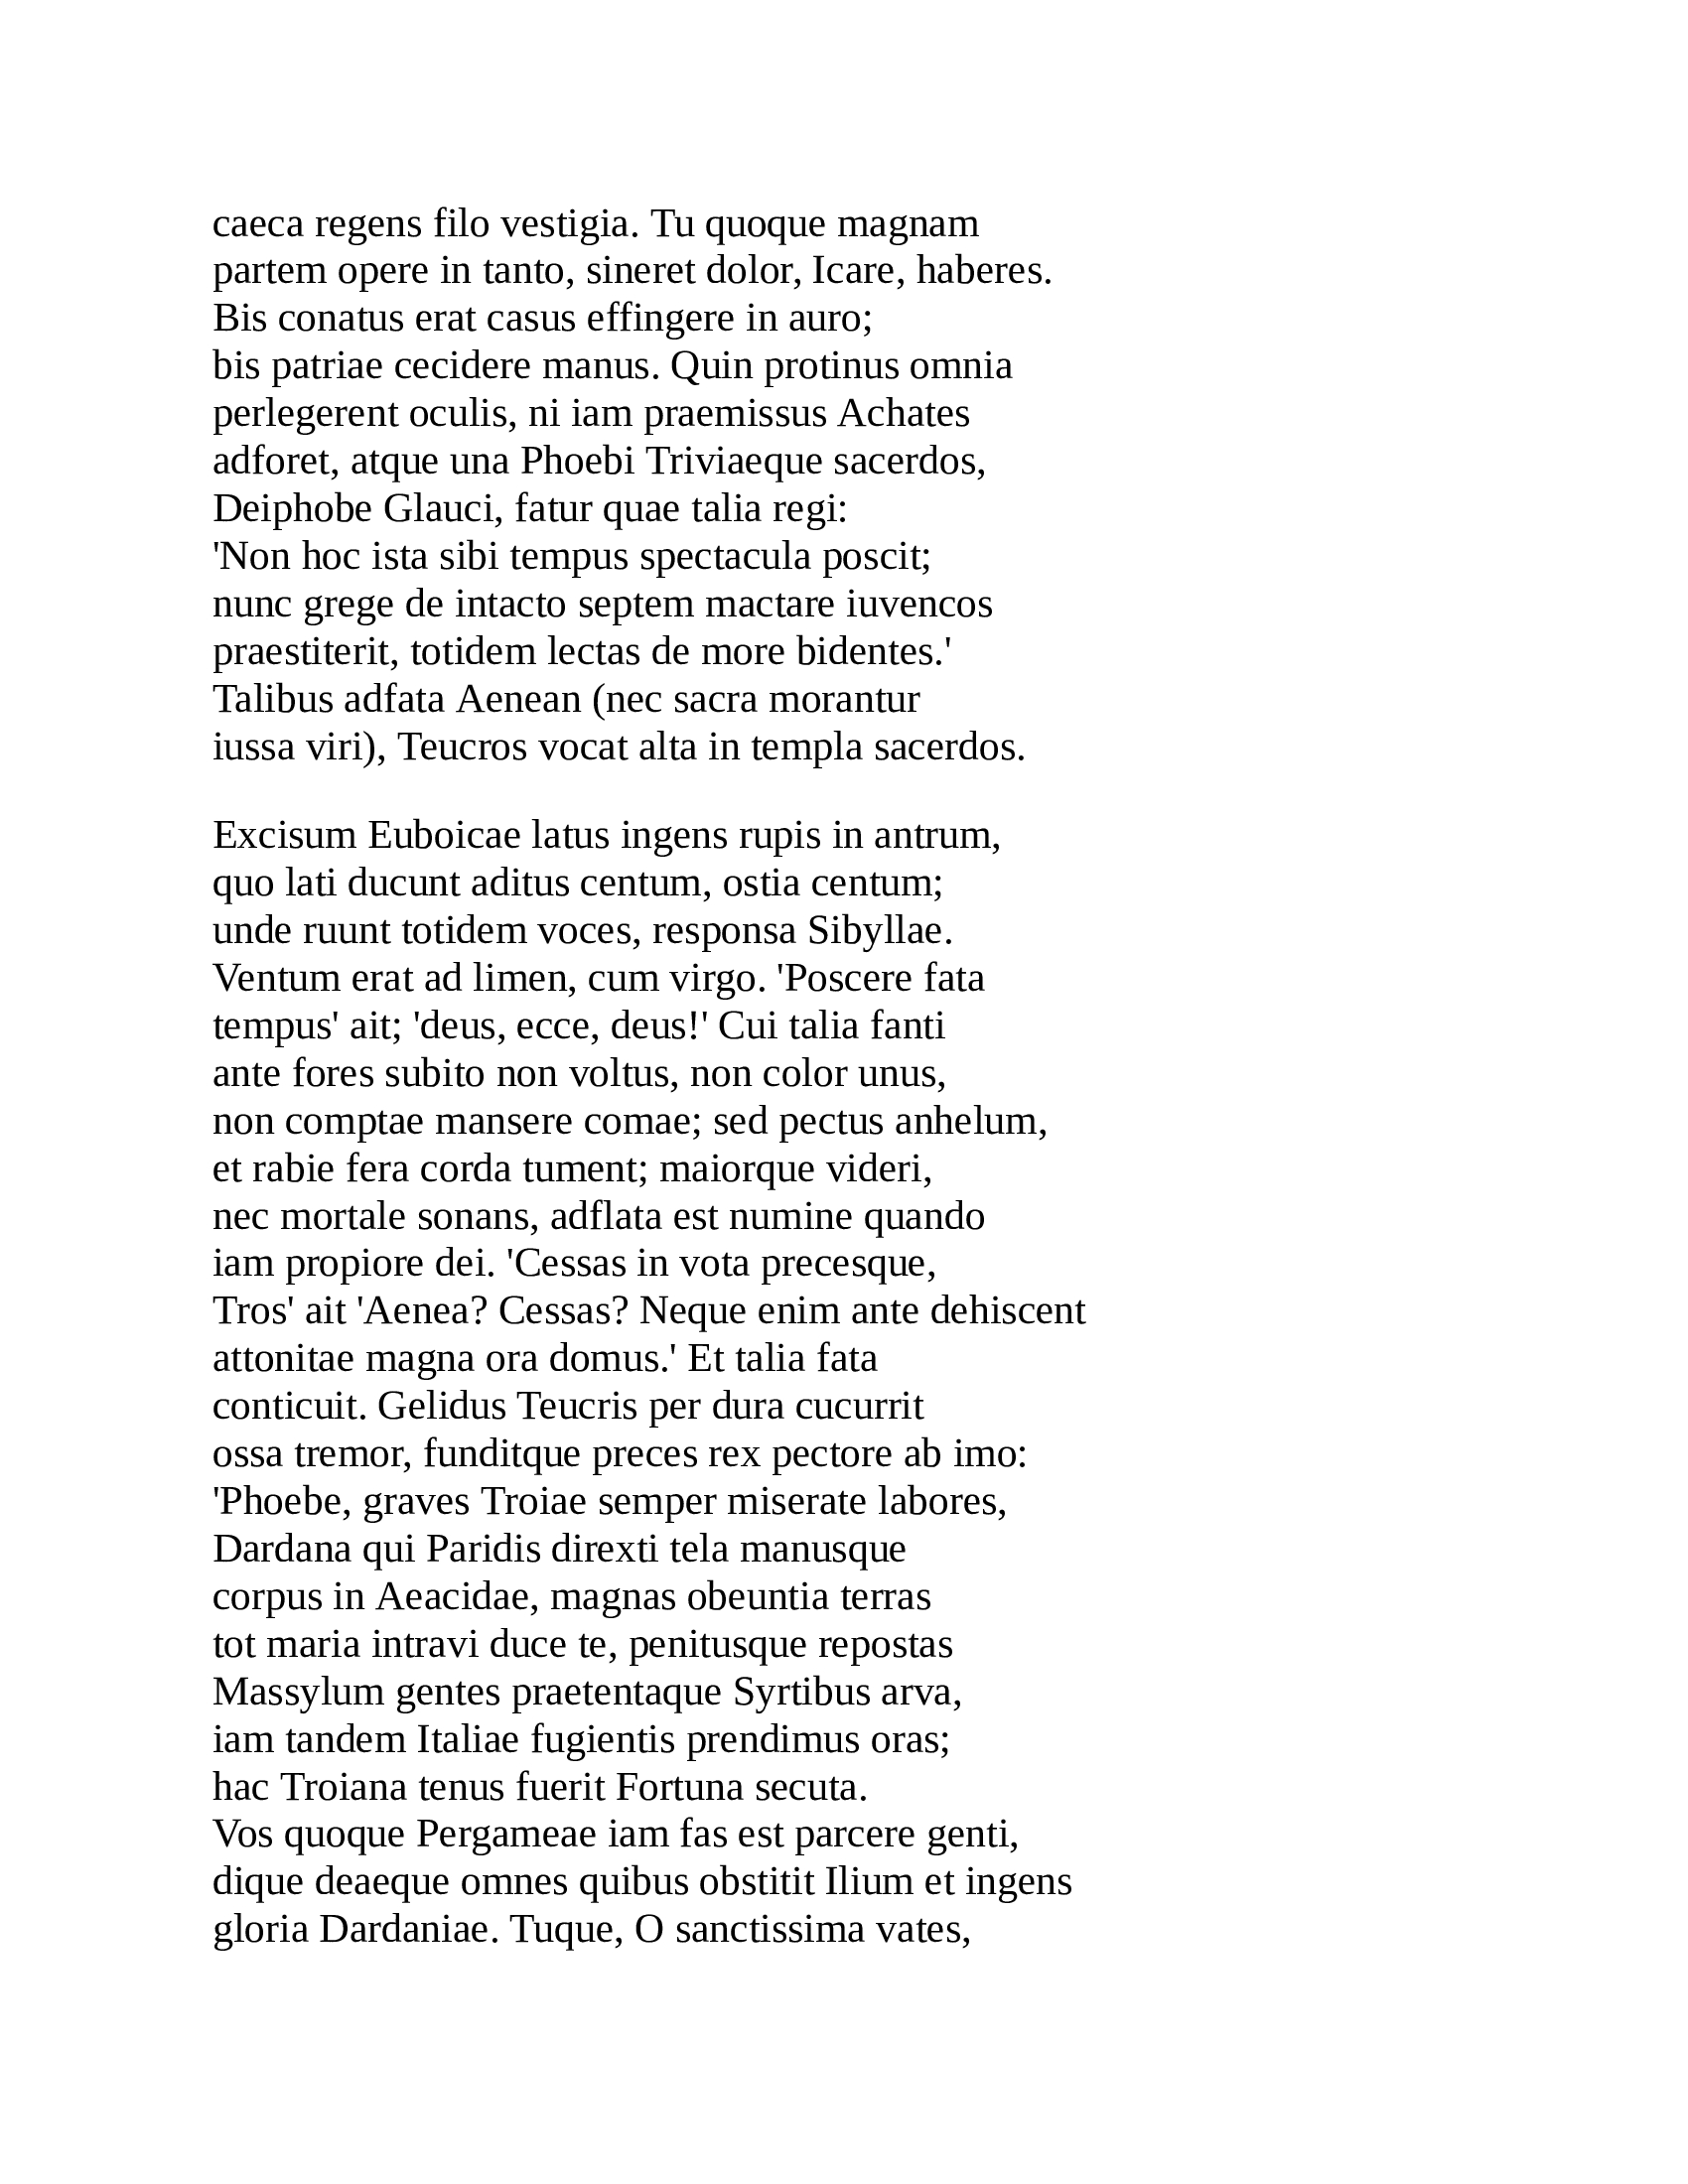 caeca regens filo vestigia. Tu quoque magnam
partem opere in tanto, sineret dolor, Icare, haberes.
Bis conatus erat casus effingere in auro;
bis patriae cecidere manus. Quin protinus omnia
perlegerent oculis, ni iam praemissus Achates
adforet, atque una Phoebi Triviaeque sacerdos,
Deiphobe Glauci, fatur quae talia regi:
'Non hoc ista sibi tempus spectacula poscit;
nunc grege de intacto septem mactare iuvencos
praestiterit, totidem lectas de more bidentes.'
Talibus adfata Aenean (nec sacra morantur
iussa viri), Teucros vocat alta in templa sacerdos.

Excisum Euboicae latus ingens rupis in antrum,
quo lati ducunt aditus centum, ostia centum;
unde ruunt totidem voces, responsa Sibyllae.
Ventum erat ad limen, cum virgo. 'Poscere fata
tempus' ait; 'deus, ecce, deus!' Cui talia fanti
ante fores subito non voltus, non color unus,
non comptae mansere comae; sed pectus anhelum,
et rabie fera corda tument; maiorque videri,
nec mortale sonans, adflata est numine quando
iam propiore dei. 'Cessas in vota precesque,
Tros' ait 'Aenea? Cessas? Neque enim ante dehiscent
attonitae magna ora domus.' Et talia fata
conticuit. Gelidus Teucris per dura cucurrit
ossa tremor, funditque preces rex pectore ab imo:
'Phoebe, graves Troiae semper miserate labores,
Dardana qui Paridis direxti tela manusque
corpus in Aeacidae, magnas obeuntia terras
tot maria intravi duce te, penitusque repostas
Massylum gentes praetentaque Syrtibus arva,
iam tandem Italiae fugientis prendimus oras;
hac Troiana tenus fuerit Fortuna secuta.
Vos quoque Pergameae iam fas est parcere genti,
dique deaeque omnes quibus obstitit Ilium et ingens
gloria Dardaniae. Tuque, O sanctissima vates,